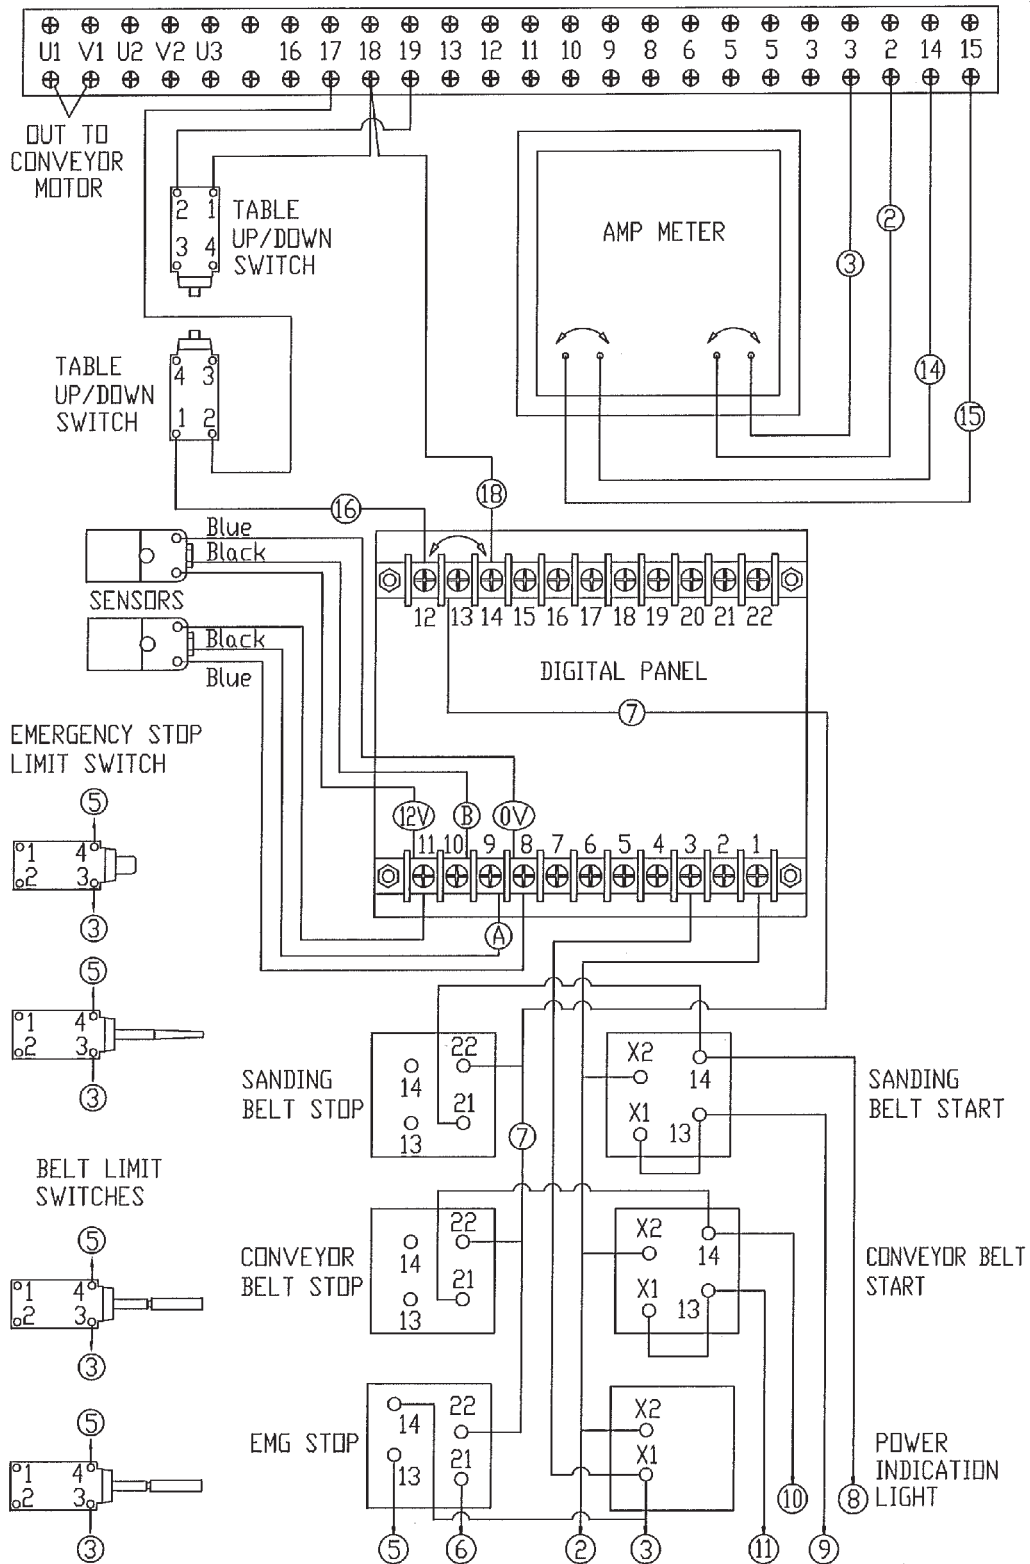 U1 V1 U2 V2 U3 16 17 18 19 13 12 11 10 9 8 6 5 5 3 3 2 14 15
OUT TO
CONVEYOR
MOTOR
2 1
3 4
TABLE
UP/DOWN
SWITCH
AMP METER
2
3
14
15
TABLE
UP/DOWN
SWITCH
4 3
1 2
16
18
Blue
Black
SENSORS
Black
Blue
12 13 14 15 16 17 18 19 20 21 22
DIGITAL PANEL
7
12V B 0V
11 10 9 8 7 6 5 4 3 2 1
A
EMERGENCY STOP
LIMIT SWITCH
5
1 4
2 3
3
5
1 4
2 3
3
SANDING
BELT STOP
22
14
21
13
7
X2
14
X1
13
SANDING
BELT START
BELT LIMIT
SWITCHES
5
1 4
2 3
3
CONVEYOR
BELT STOP
22
14
21
13
X2
14
X1
13
CONVEYOR BELT
START
5
1 4
2 3
3
EMG STOP
14 22
13 21
X2
X1
POWER
INDICATION
LIGHT
10 8
5 6 2 3 11 9